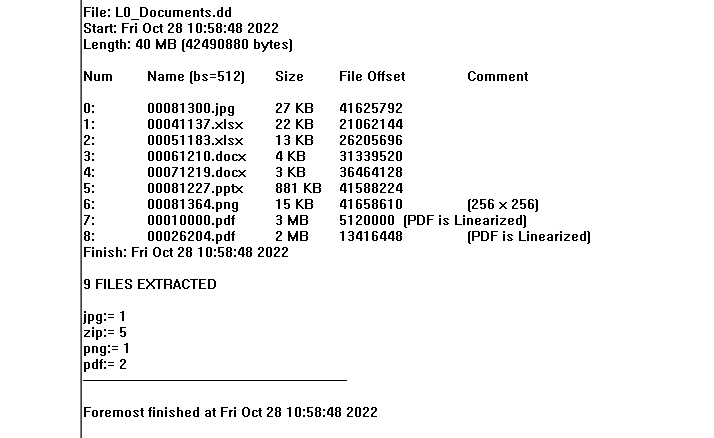 File: L0_Documents.dd
Start: Fri Oct 28 10:58:48 2022
Length: 40 MB (42490880 bytes)
Num Name (bs=512) Size File Offset Comment
0: 00081300.jpg 27 KB 41625792
1: 00041137.xlsx 22 KB 21062144
2: 00051183.xlsx 13 KB 26205696
3: 00061210.docx 4 KB 31339520
4: 00071219.docx 3 KB 36464128
5: 00081227.pptx 881 KB 41588224
6: 00081364.png 15 KB 41658610 (256 x 256)
7: 00010000.pdf 3 MB 5120000 (PDF is Linearized)
8: 00026204.pdf 2 MB 13416448 (PDF is Linearized)
Finish: Fri Oct 28 10:58:48 2022
9 FILES EXTRACTED
jpg:= 1
zip:= 5
png:= 1
pdf:= 2
Foremost finished at Fri Oct 28 10:58:48 2022